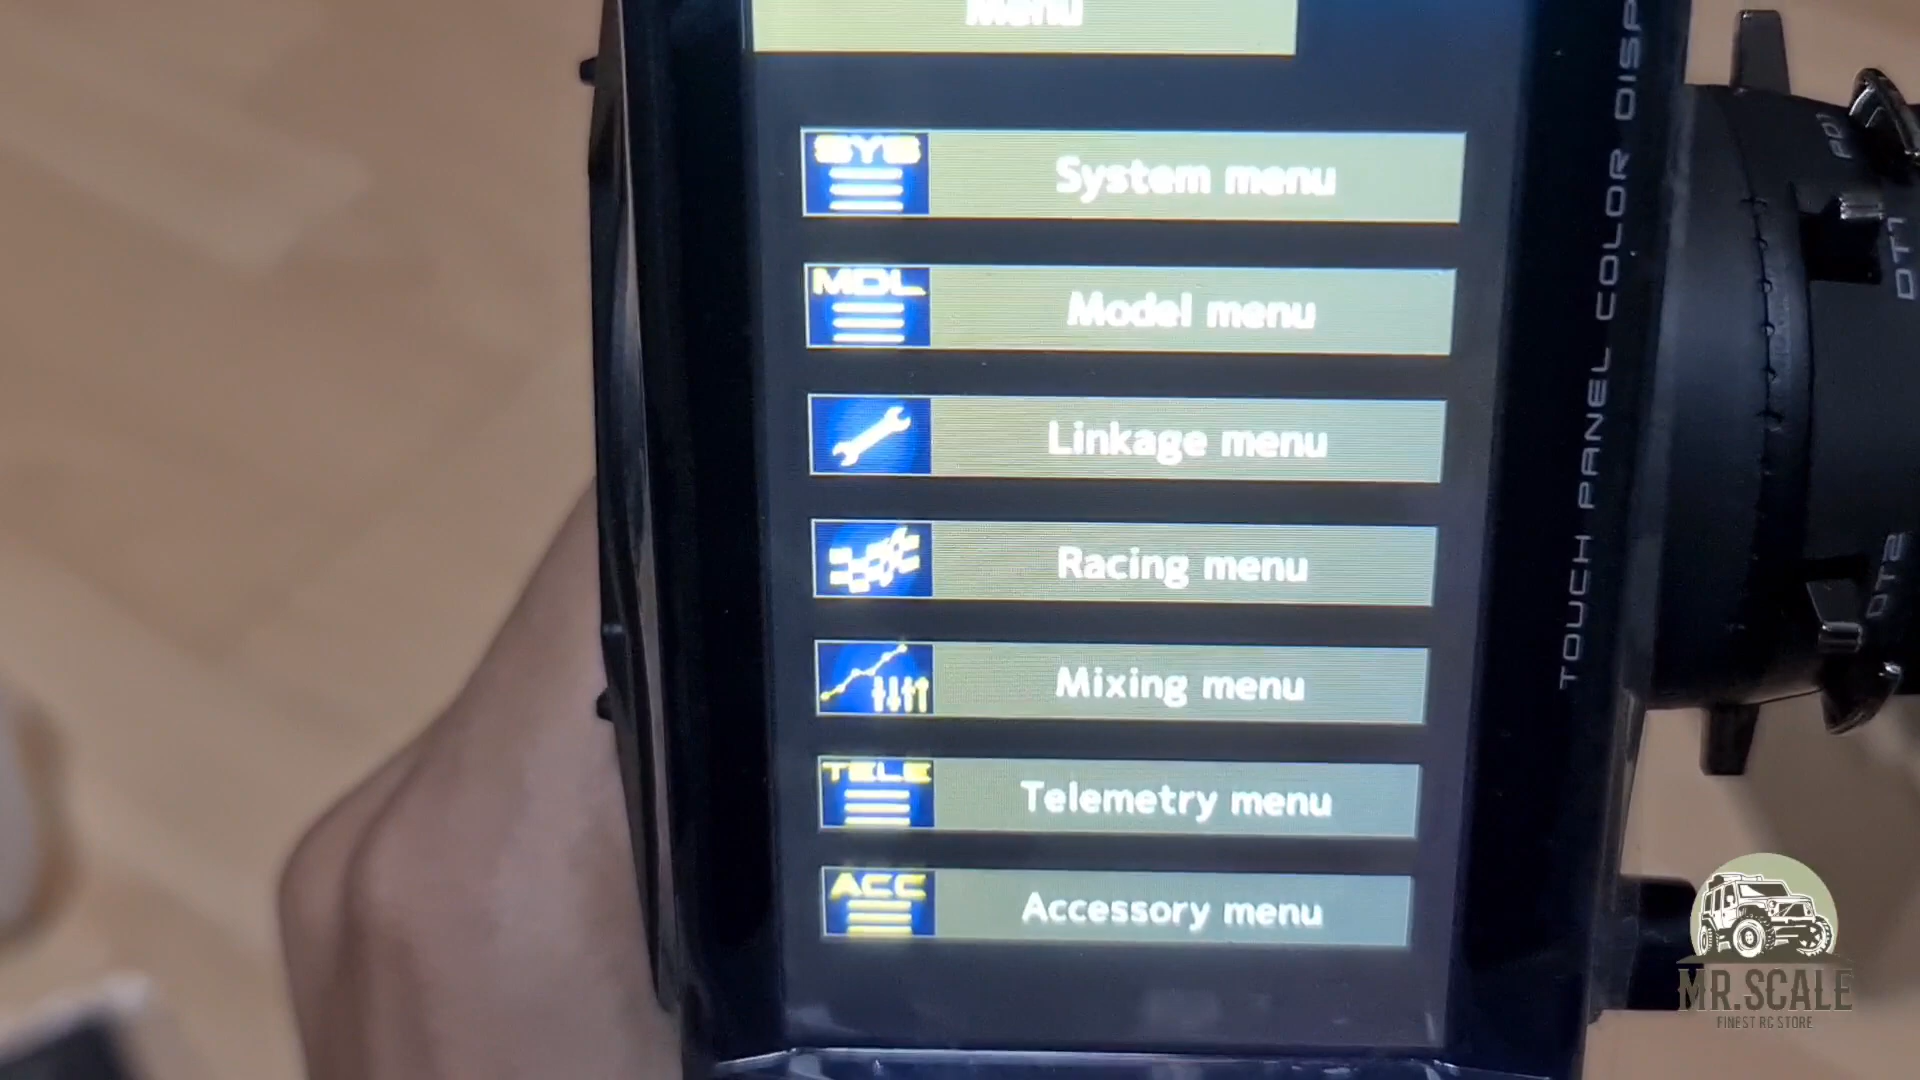 Menu
SYS
System menu
MDL
Model menu
Linkage menu
Racing menu
Mixing menu
TELE
Telemetry menu
ACC
Accessory menu
TOUCH PANEL COLOR DISP
PD1
DT1
DT2
MR.SCALE
FINEST RC STORE